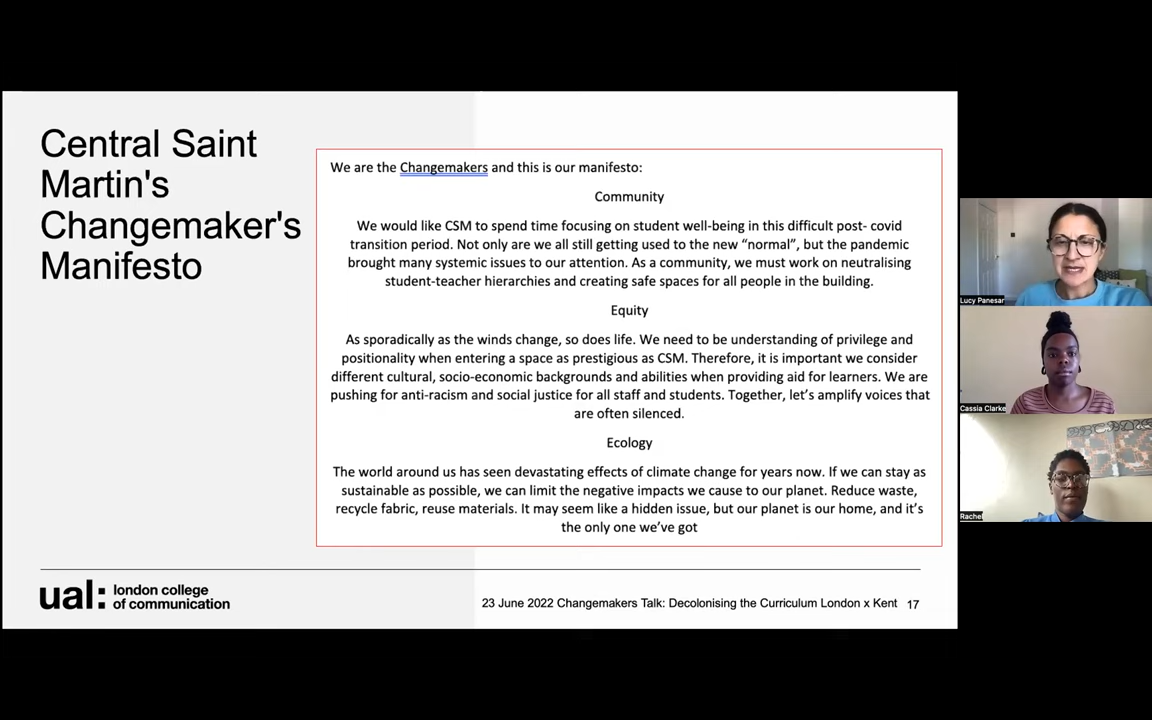 Central Saint
Martin's
Changemaker's
Manifesto
We are the Changemakers and this is our manifesto:
Community
We would like CSM to spend time focusing on student well-being in this difficult post- covid
transition period. Not only are we all still getting used to the new “normal”, but the pandemic
brought many systemic issues to our attention. As a community, we must work on neutralising
student-teacher hierarchies and creating safe spaces for all people in the building.
Equity
As sporadically as the winds change, so does life. We need to be understanding of privilege and
positionality when entering a space as prestigious as CSM. Therefore, it is important we consider
different cultural, socio-economic backgrounds and abilities when providing aid for learners. We are
pushing for anti-racism and social justice for all staff and students. Together, let’s amplify voices that
are often silenced.
Ecology
The world around us has seen devastating effects of climate change for years now. If we can stay as
sustainable as possible, we can limit the negative impacts we cause to our planet. Reduce waste,
recycle fabric, reuse materials. It may seem like a hidden issue, but our planet is our home, and it’s
the only one we’ve got
ual: london college
of communication
23 June 2022 Changemakers Talk: Decolonising the Curriculum London x Kent 17
Lucy Panesar
Cassia Clarke
Rachel